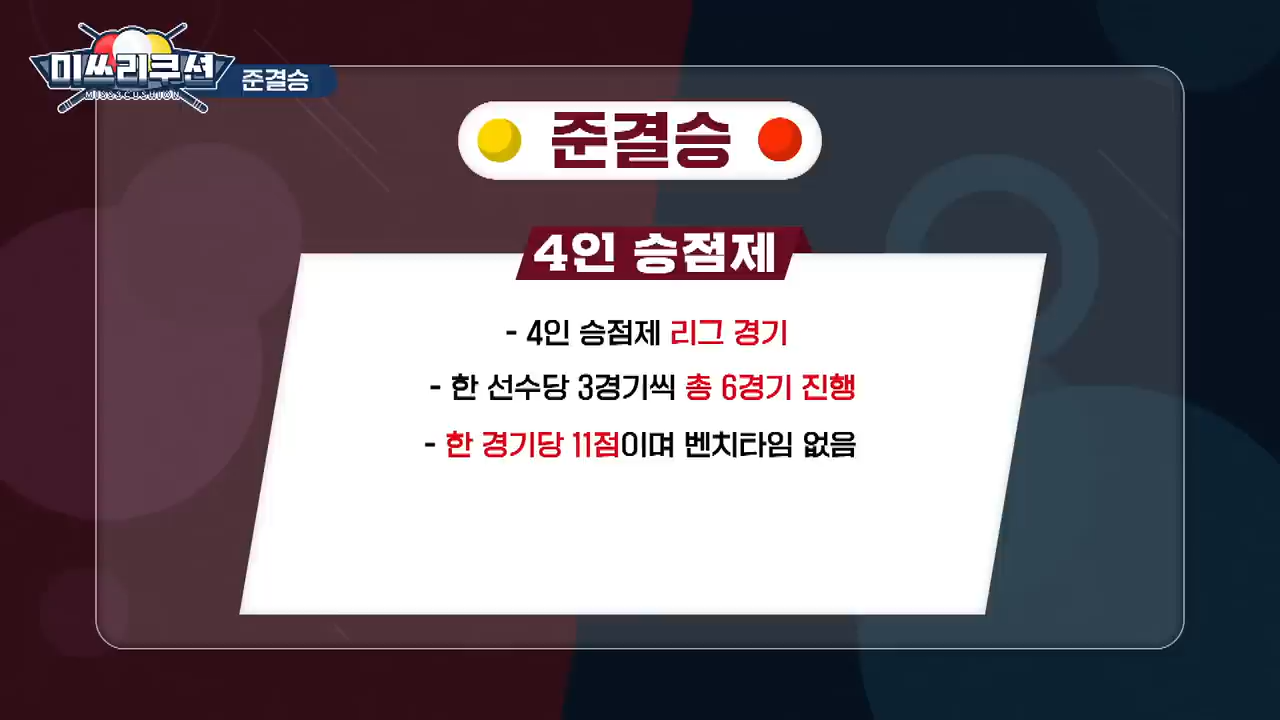 미쓰리쿠션
MISS3CUSHION
준결승
준결승
4인 승점제
- 4인 승점제 리그 경기
- 한 선수당 3경기씩 총 6경기 진행
- 한 경기당 11점이며 벤치타임 없음